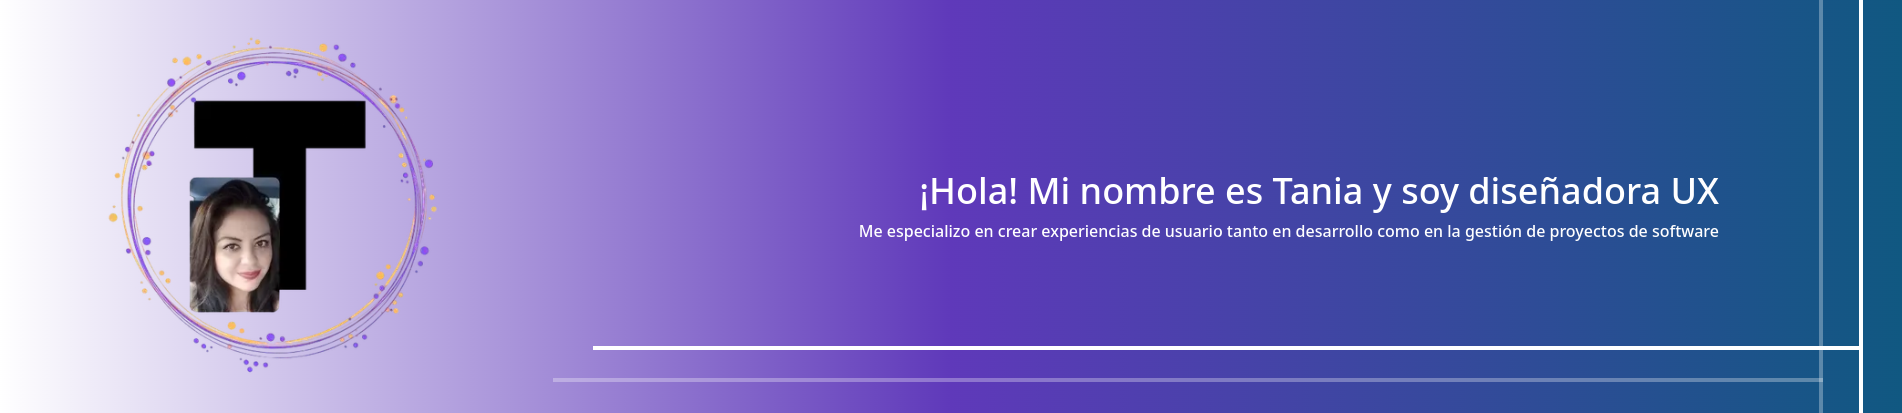 T
¡Hola! Mi nombre es Tania y soy diseñadora UX
Me especializo en crear experiencias de usuario tanto en desarrollo como en la gestión de proyectos de software